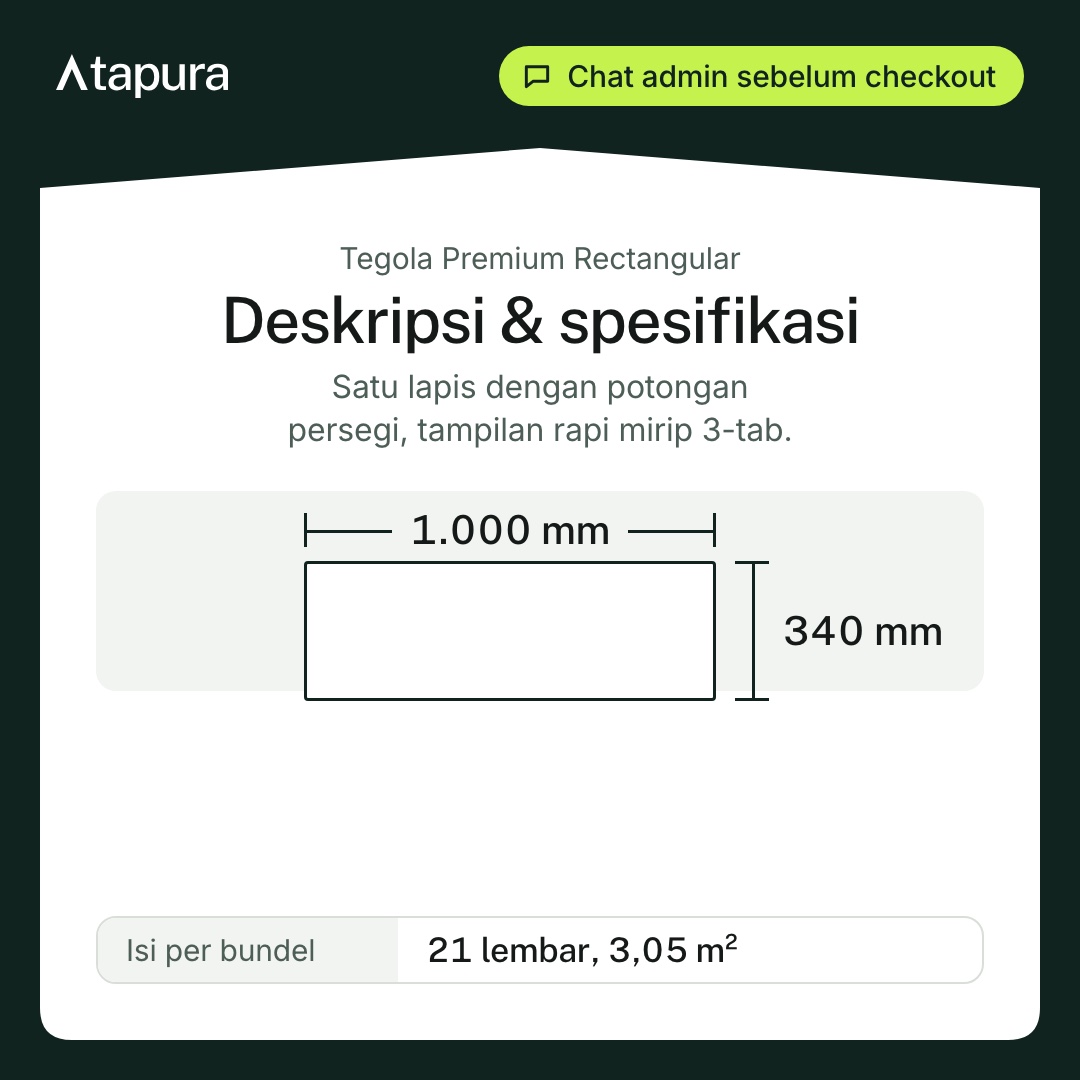 Atapura
Chat admin sebelum checkout
Tegola Premium Rectangular
Deskripsi & spesifikasi
Satu lapis dengan potongan
persegi, tampilan rapi mirip 3-tab.
1.000 mm
340 mm
Isi per bundel
21 lembar, 3,05 m²